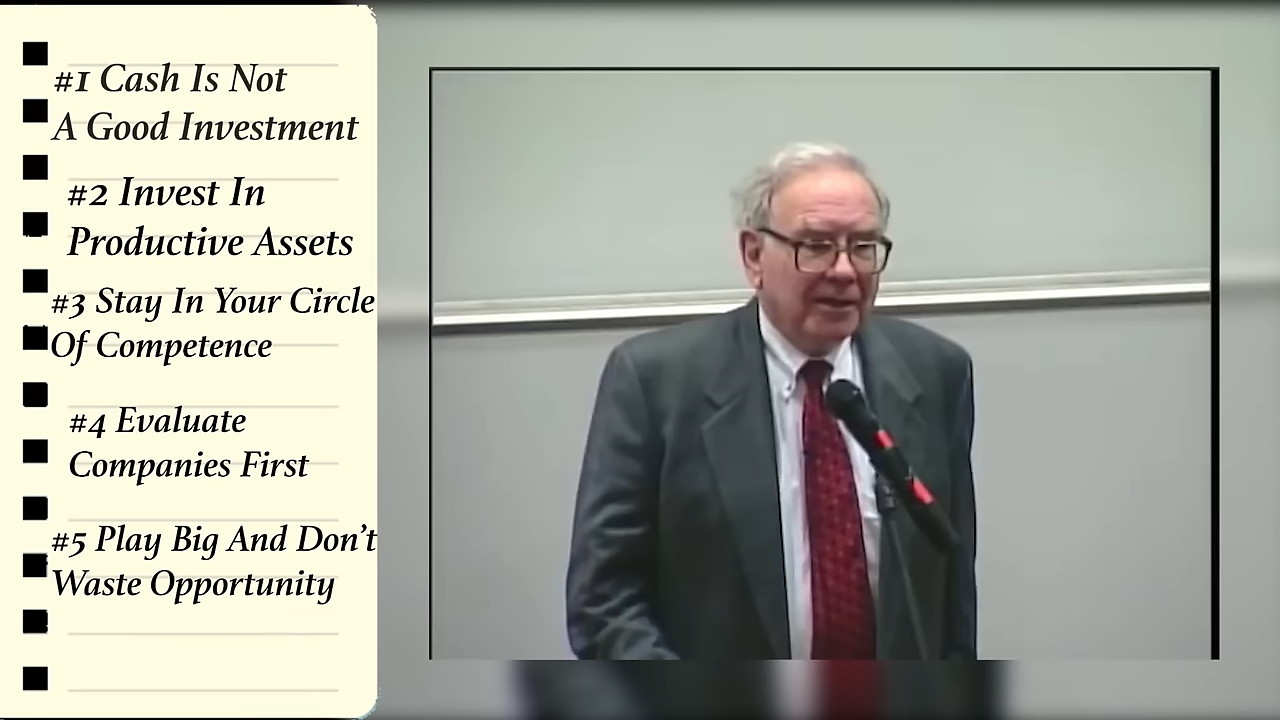 #1 Cash Is Not
A Good Investment
#2 Invest In
Productive Assets
#3 Stay In Your Circle
Of Competence
#4 Evaluate
Companies First
#5 Play Big And Don't
Waste Opportunity